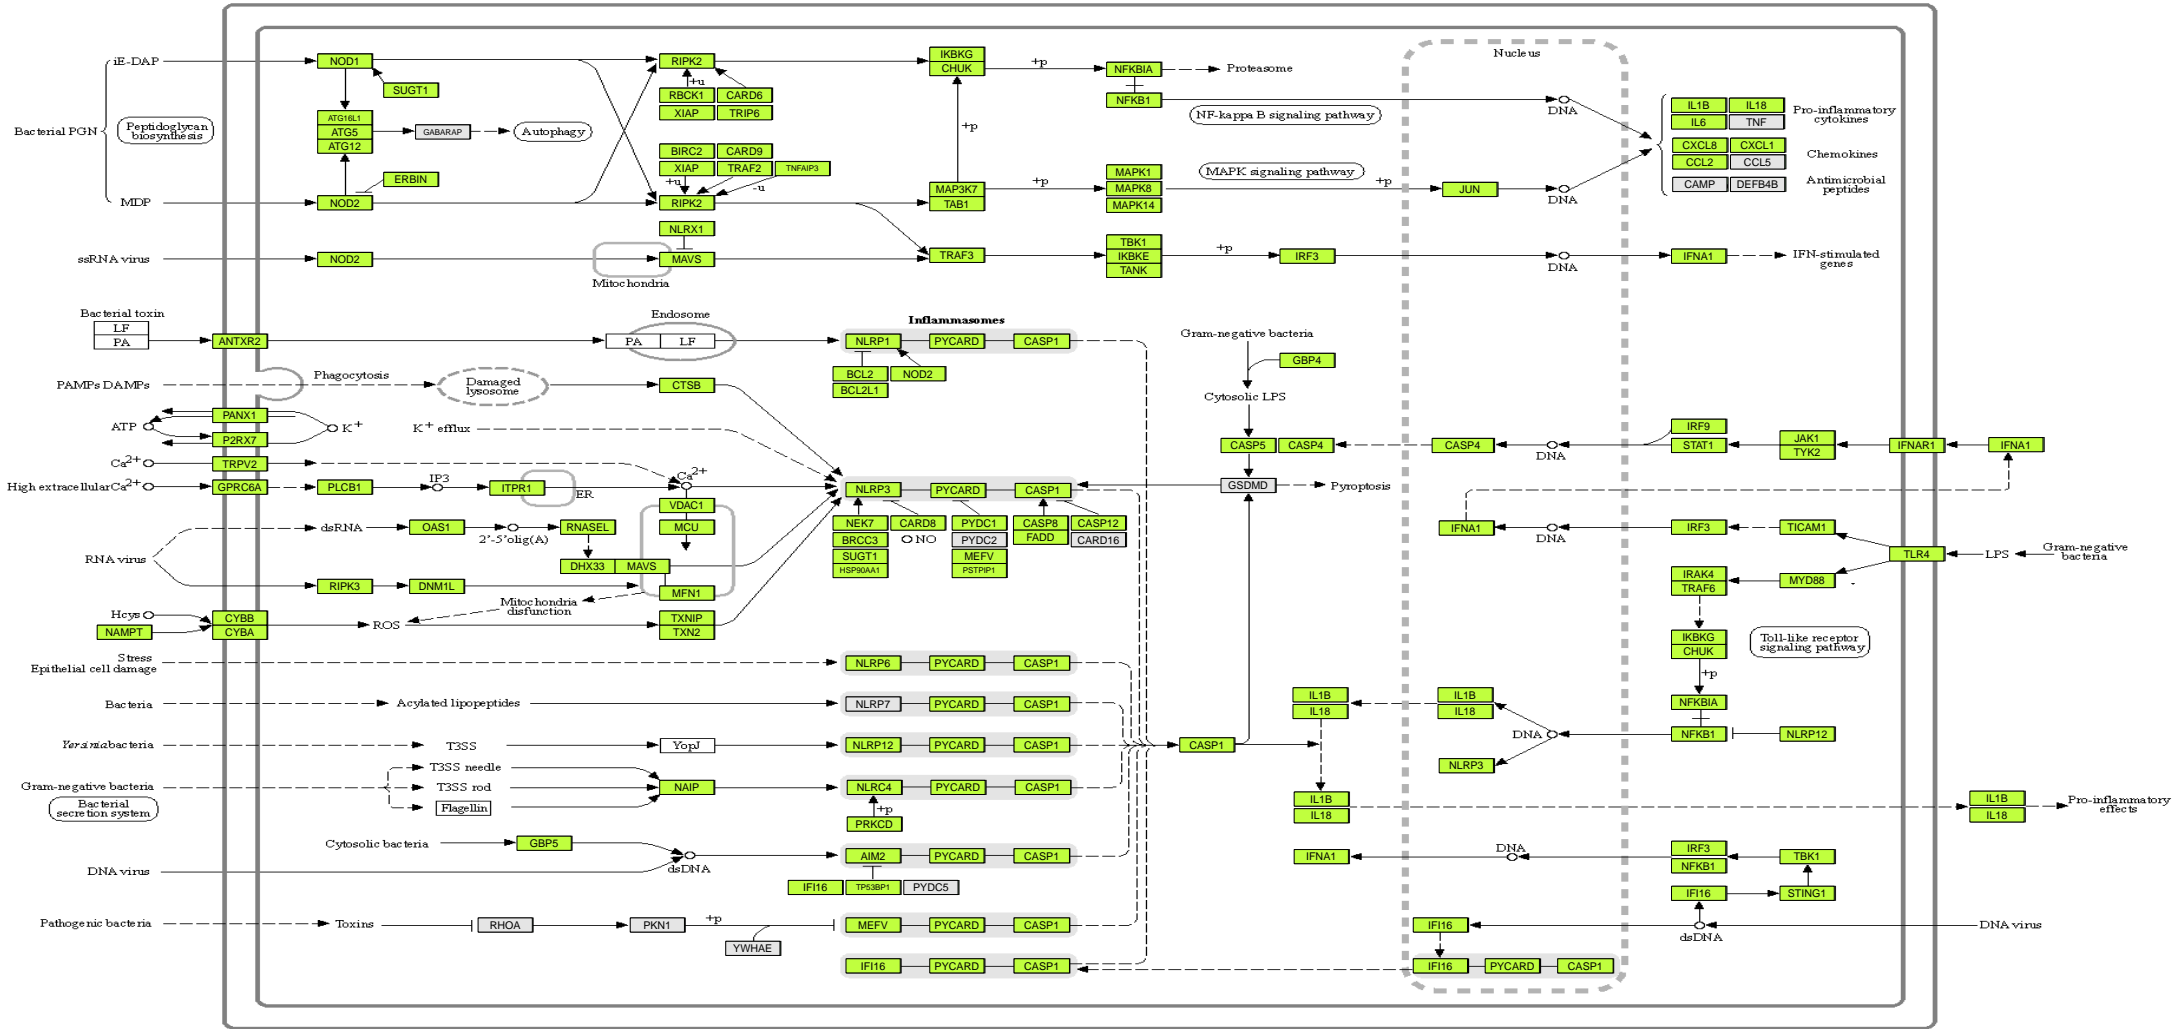 Nucleus
iE-DAP
NOD1
RIPK2
IKBKG
CHUK
+p
NFKBIA
Proteasome
SUGT1
+u
RBCK1
CARD6
XIAP
TRIP6
NFKB1
DNA
NF-kappa B signaling pathway
IL1B
IL18
Pro-inflammatory
cytokines
IL6
TNF
Bacterial PGN
Peptidoglycan
biosynthesis
ATG16L1
ATG5
ATG12
GABARAP
Autophagy
+p
BIRC2
CARD9
XIAP
TRAF2
TNFAIP3
+u
-u
CXCL8
CXCL1
CCL2
CCL5
Chemokines
ERBIN
MAPK1
MAPK8
MAPK14
MAPK signaling pathway
CAMP
DEFB4B
Antimicrobial
peptides
MDP
NOD2
RIPK2
MAP3K7
TAB1
+p
+p
JUN
DNA
NLRX1
ssRNA virus
NOD2
MAVS
Mitochondria
TRAF3
TBK1
IKBKE
TANK
+p
IRF3
DNA
IFNA1
IFN-stimulated
genes
Bacterial toxin
LF
PA
ANTXR2
Endosome
PA
LF
Inflammasomes
NLRP1
PYCARD
CASP1
BCL2
NOD2
BCL2L1
Gram-negative bacteria
GBP4
Cytosolic LPS
PAMPs DAMPs
Phagocytosis
Damaged
lysosome
CTSB
PANX1
ATP
K+
P2RX7
K+ efflux
CASP5
CASP4
CASP4
DNA
IRF9
STAT1
JAK1
TYK2
IFNAR1
IFNA1
Ca2+
TRPV2
Ca2+
High extracellularCa2+
GPRC6A
PLCB1
IP3
ITPR1
ER
VDAC1
MCU
NLRP3
PYCARD
CASP1
GSDMD
Pyroptosis
NEK7
CARD8
PYDC1
CASP8
CASP12
BRCC3
NO
PYDC2
FADD
CARD16
SUGT1
MEFV
HSP90AA1
PSTPIP1
IFNA1
DNA
IRF3
TICAM1
RNA virus
dsRNA
OAS1
2'-5'olig(A)
RNASEL
DHX33
MAVS
TLR4
LPS
Gram-negative
bacteria
RIPK3
DNM1L
MFN1
Mitochondria
disfunction
IRAK4
TRAF6
MYD88
-
Hcys
NAMPT
CYBB
CYBA
ROS
TXNIP
TXN2
IKBKG
CHUK
Toll-like receptor
signaling pathway
Stress
Epithelial cell damage
NLRP6
PYCARD
CASP1
+p
Bacteria
Acylated lipopeptides
NLRP7
PYCARD
CASP1
IL1B
IL18
IL1B
IL18
NFKBIA
Yersinia bacteria
T3SS
YopJ
NLRP12
PYCARD
CASP1
CASP1
DNA
NFKB1
NLRP12
NLRP3
Gram-negative bacteria
Bacterial
secretion system
T3SS needle
T3SS rod
Flagellin
NAIP
NLRC4
PYCARD
CASP1
+p
PRKCD
IL1B
IL18
IL1B
IL18
Pro-inflammatory
effects
Cytosolic bacteria
GBP5
DNA virus
dsDNA
AIM2
PYCARD
CASP1
IFI16
TP53BP1
PYDC5
IFNA1
DNA
IRF3
NFKB1
TBK1
IFI16
STING1
Pathogenic bacteria
Toxins
RHOA
PKN1
+p
YWHAE
MEFV
PYCARD
CASP1
IFI16
dsDNA
DNA virus
IFI16
PYCARD
CASP1
IFI16
PYCARD
CASP1